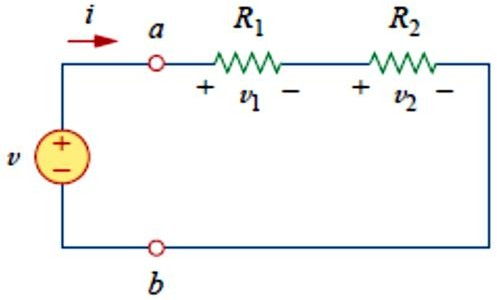 i a R1 R2
+ v1 − + v2 −
v + −
b